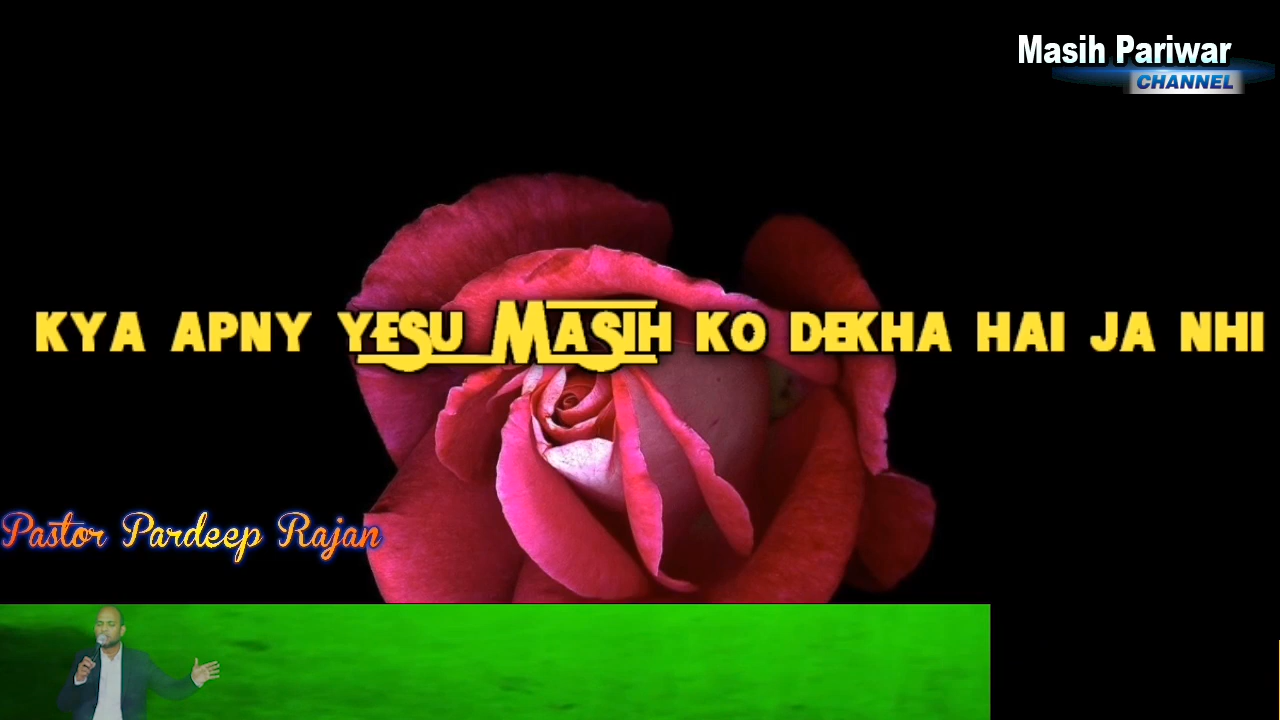 Masih Pariwar
CHANNEL
KYA APNY YESU MASIH KO DEKHA HAI JA NHI
Pastor Pardeep Rajan